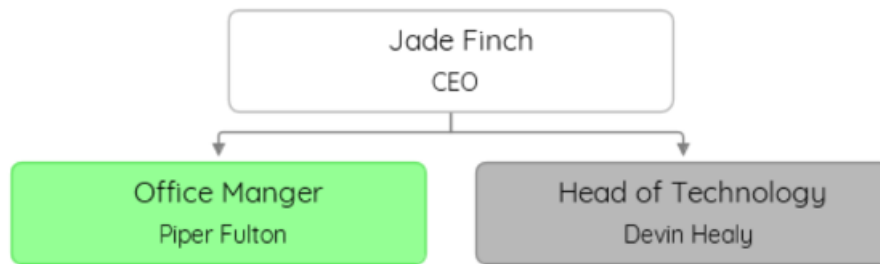 Jade Finch
CEO
Office Manger
Piper Fulton
Head of Technology
Devin Healy